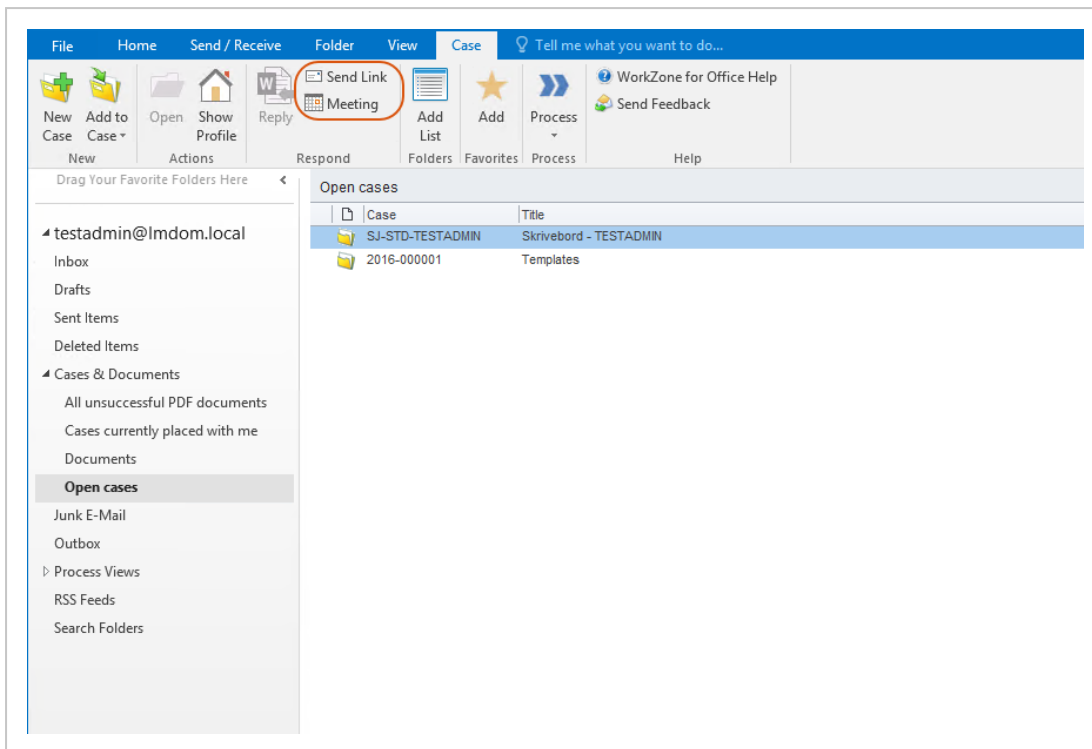 File Home Send / Receive Folder View Case Tell me what you want to do...
New Case
Add to Case
Open
Show Profile
Reply
Send Link
Meeting
Add List
Add
Process
WorkZone for Office Help
Send Feedback
New Actions Respond Folders Favorites Process Help
Drag Your Favorite Folders Here
testadmin@lmdom.local
Inbox
Drafts
Sent Items
Deleted Items
Cases & Documents
All unsuccessful PDF documents
Cases currently placed with me
Documents
Open cases
Junk E-Mail
Outbox
Process Views
RSS Feeds
Search Folders
Open cases
Case Title
SJ-STD-TESTADMIN Skrivebord - TESTADMIN
2016-000001 Templates